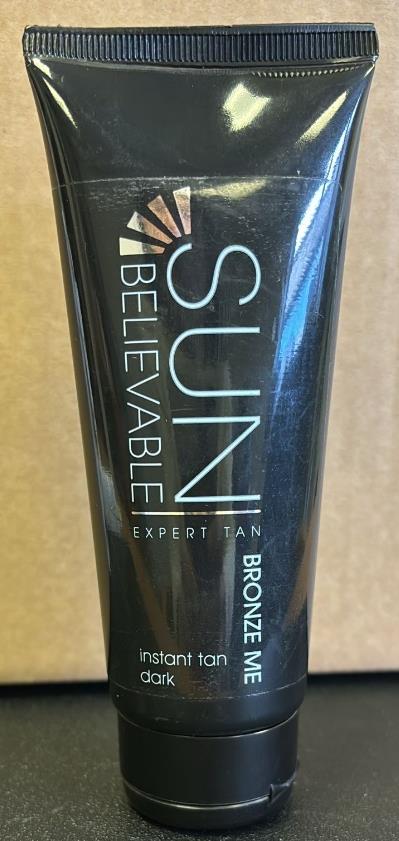 SUN
BELIEVABLE
EXPERT TAN
BRONZE ME
instant tan
dark